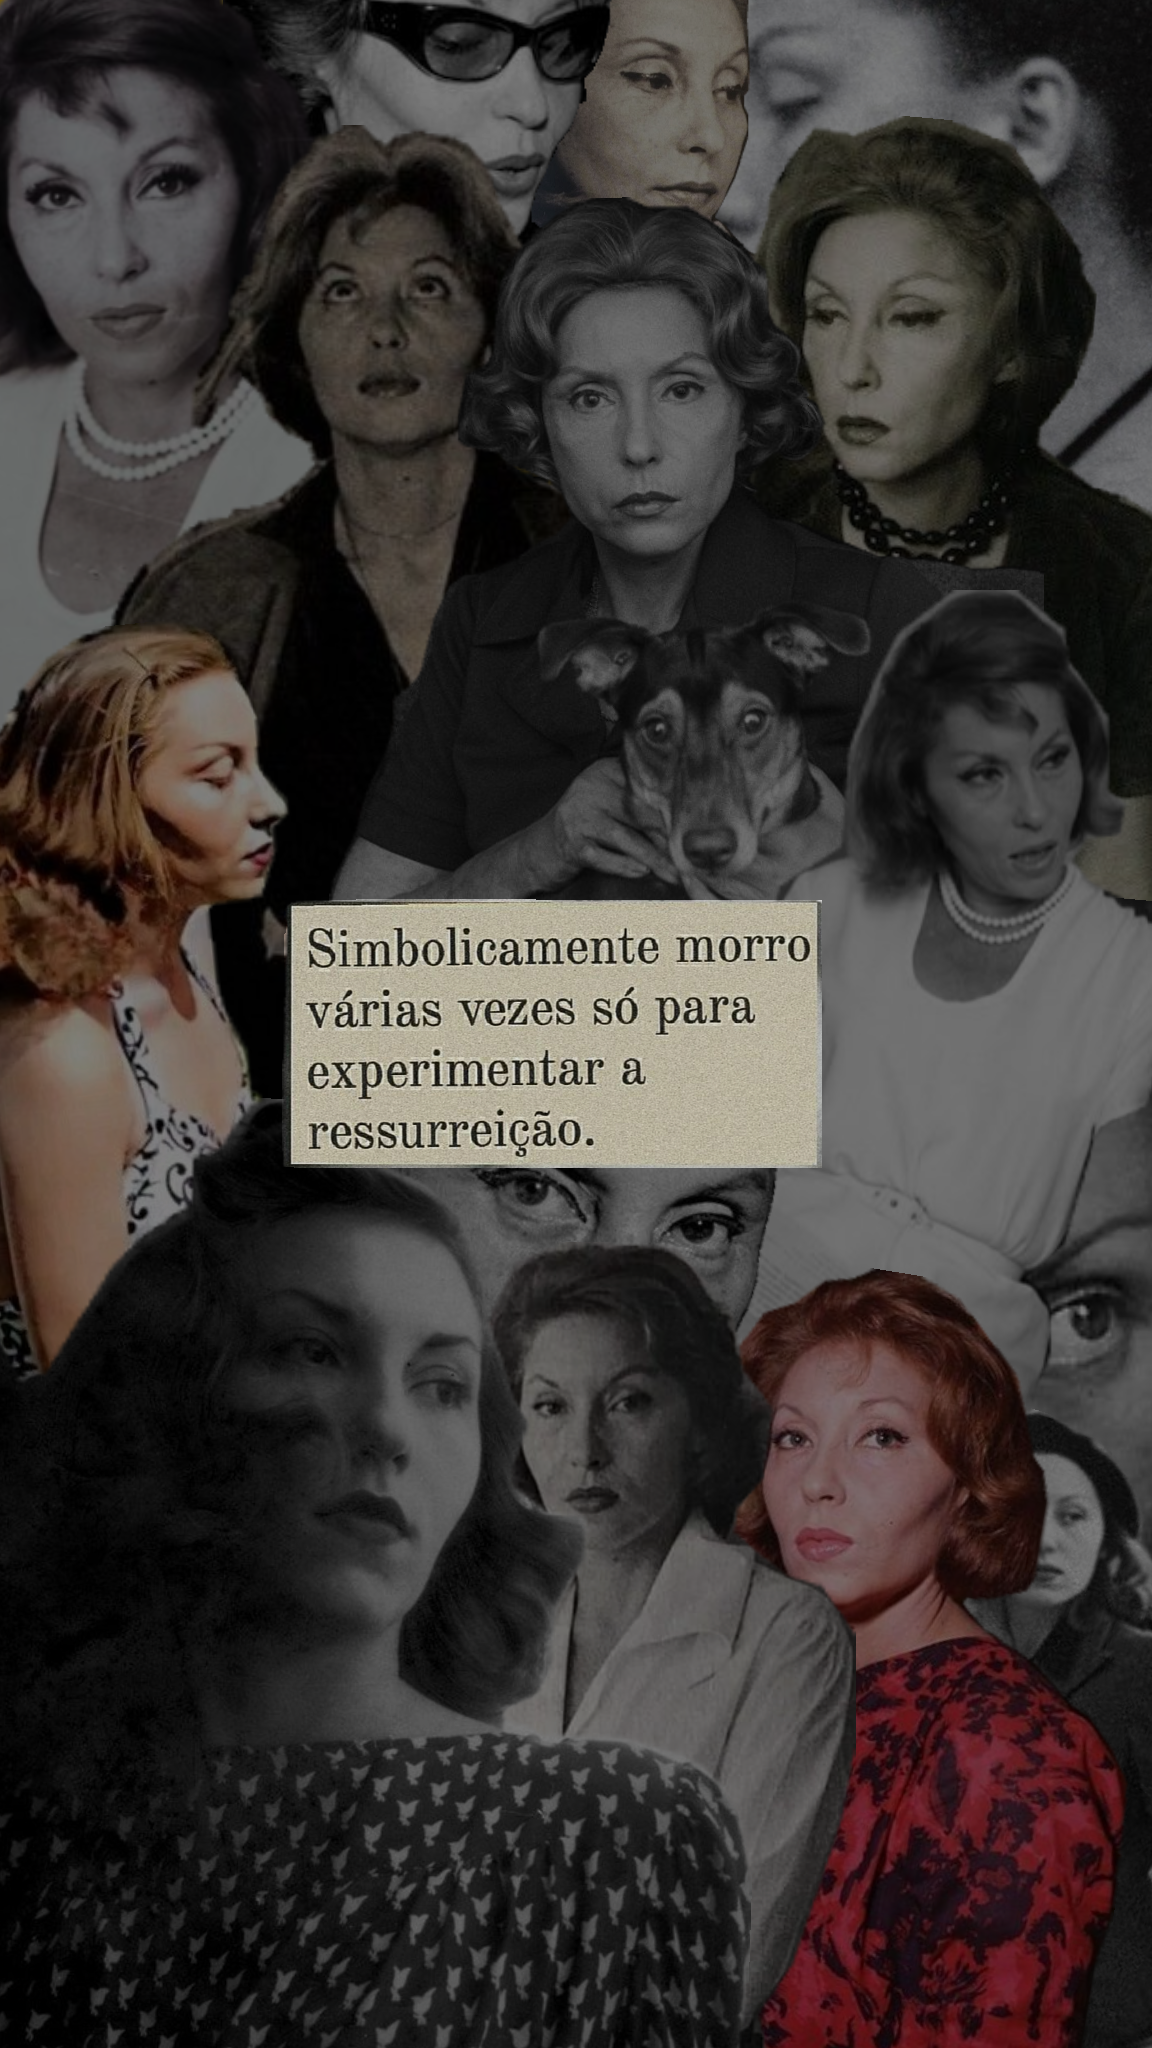 Simbolicamente morro
várias vezes só para
experimentar a
ressurreição.